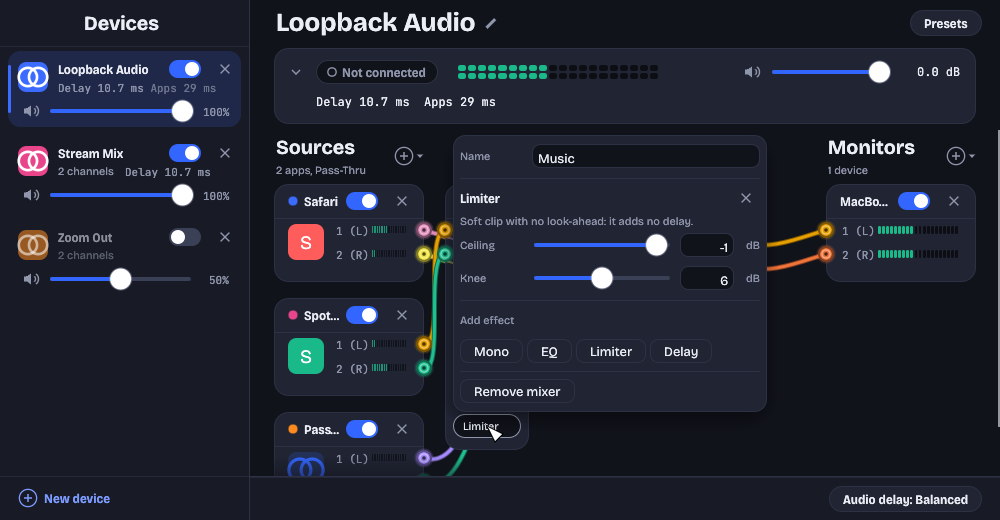 Devices
Loopback Audio
Delay 10.7 ms Apps 29 ms
100%
Stream Mix
2 channels Delay 10.7 ms
100%
Zoom Out
2 channels
50%
New device
Loopback Audio
Presets
Not connected
0.0 dB
Delay 10.7 ms Apps 29 ms
Sources
2 apps, Pass-Thru
Safari
S
1 (L)
2 (R)
Spot...
S
1 (L)
2 (R)
Pass...
1 (L)
Name
Music
Limiter
Soft clip with no look-ahead: it adds no delay.
Ceiling
-1
dB
Knee
6
dB
Add effect
Mono
EQ
Limiter
Delay
Remove mixer
Limiter
Monitors
1 device
MacBo...
1 (L)
2 (R)
Audio delay: Balanced